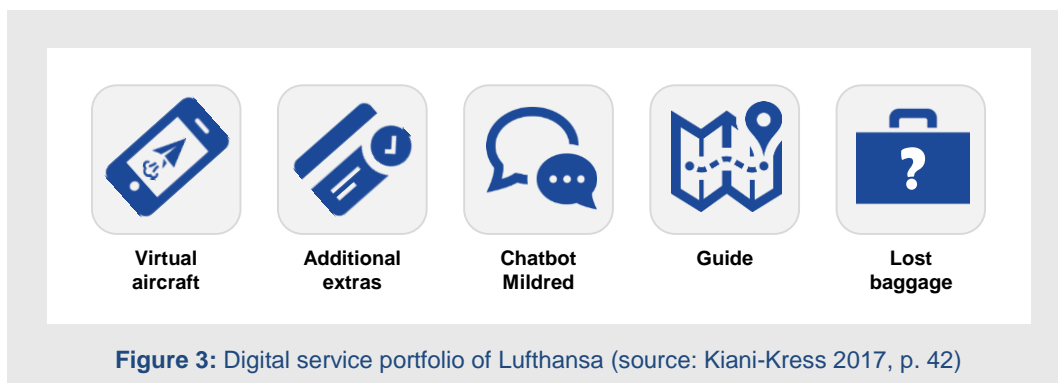 Virtual
aircraft
Additional
extras
Chatbot
Mildred
Guide
Lost
baggage
?
Figure 3: Digital service portfolio of Lufthansa (source: Kiani-Kress 2017, p. 42)